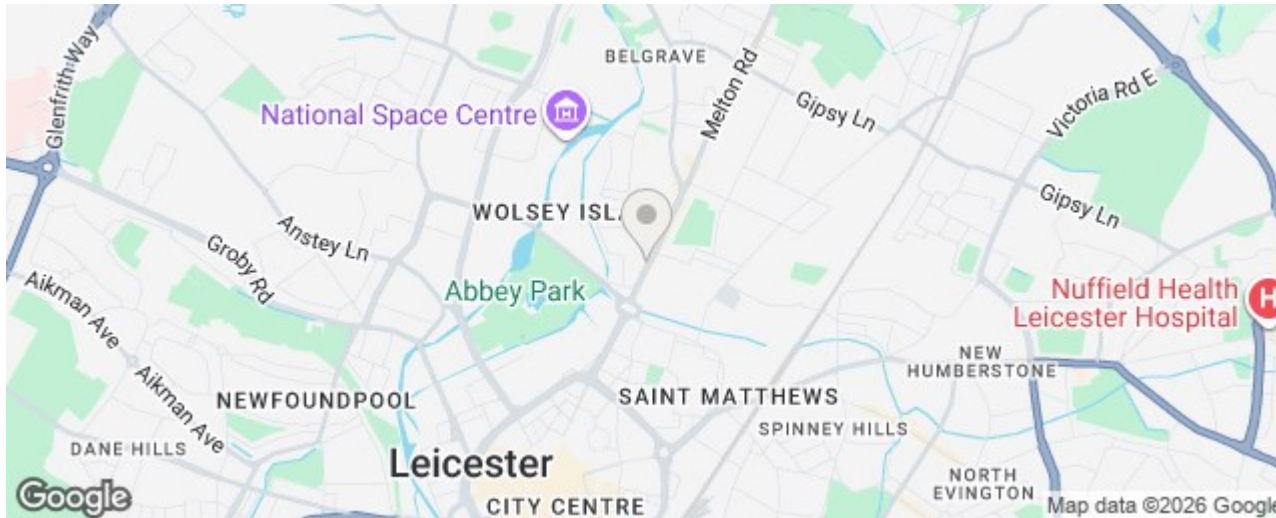 BELGRAVE
Glenfrith Way
Melton Rd
Victoria Rd E
National Space Centre
Gipsy Ln
WOLSEY ISLA
Gipsy Ln
Anstey Ln
Groby Rd
Aikman Ave
Abbey Park
Nuffield Health
Leicester Hospital
H
NEW
HUMBERSTONE
Aikman Ave
NEWFOUNDPOOL
SAINT MATTHEWS
SPINNEY HILLS
DANE HILLS
Leicester
CITY CENTRE
NORTH
EVINGTON
Google
Map data ©2026 Google